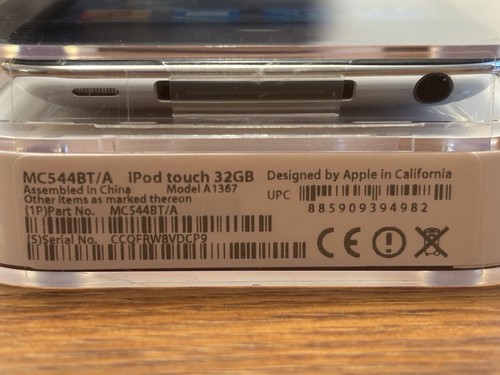 MC544BT/A iPod touch 32GB Designed by Apple in California
Assembled in China Model A1367 UPC
Other items as marked thereon 885909394982
(1P)Part No. MC544BT/A
(S)Serial No. CCQFRW8VDCP9
CE